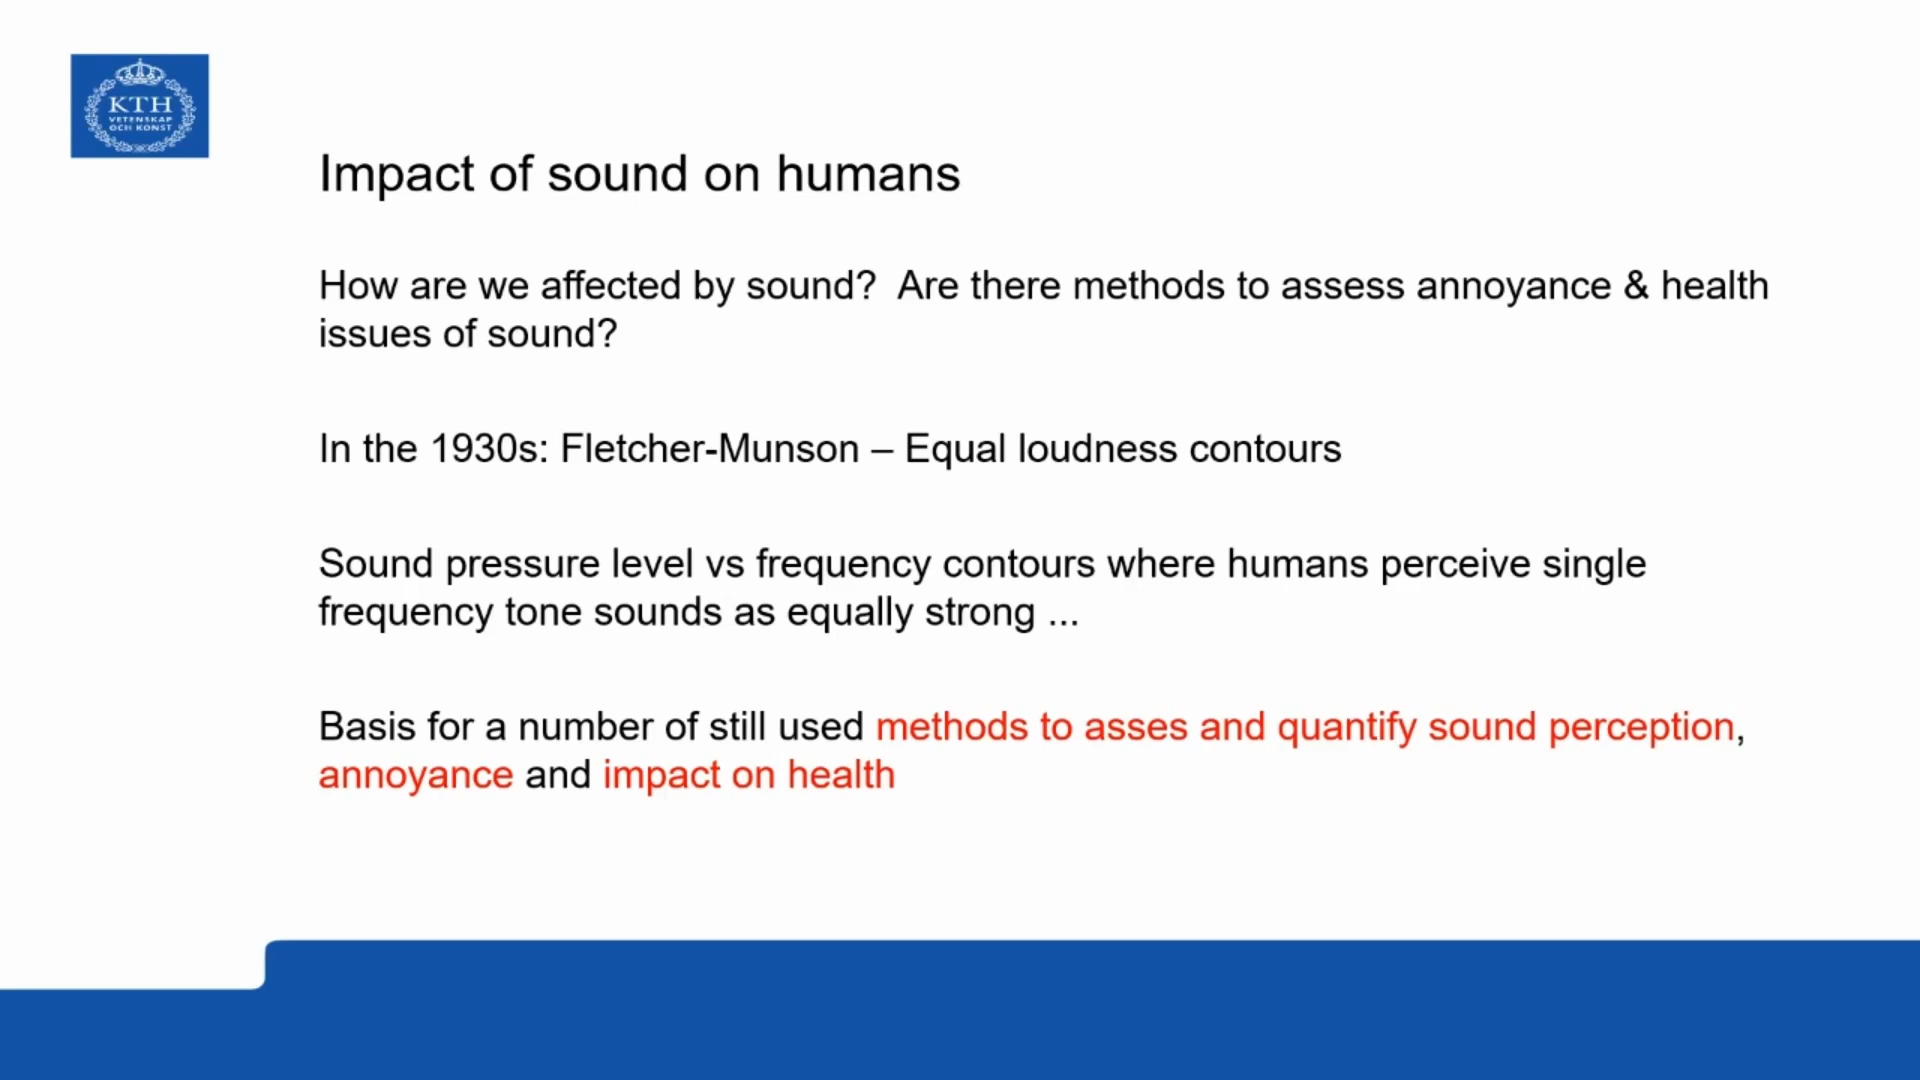 KTH
VETENSKAP
OCH KONST
Impact of sound on humans
How are we affected by sound?  Are there methods to assess annoyance & health
issues of sound?
In the 1930s: Fletcher-Munson – Equal loudness contours
Sound pressure level vs frequency contours where humans perceive single
frequency tone sounds as equally strong ...
Basis for a number of still used methods to asses and quantify sound perception,
annoyance and impact on health